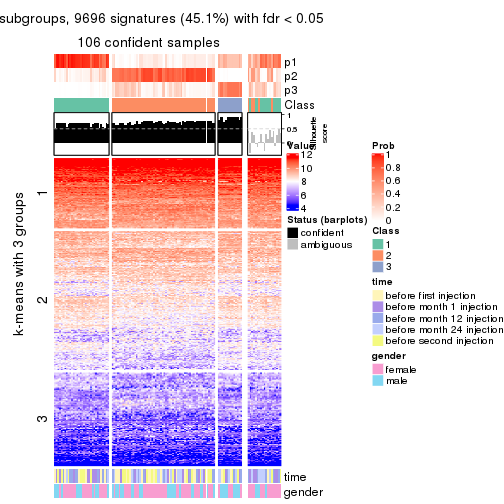 subgroups, 9696 signatures (45.1%) with fdr < 0.05
106 confident samples
p1
p2
p3
Class
1
0.5
0
Silhouette
score
k-means with 3 groups
1
2
3
time
gender
Value
12
10
8
6
4
Status (barplots)
confident
ambiguous
Prob
1
0.8
0.6
0.4
0.2
0
Class
1
2
3
time
before first injection
before month 1 injection
before month 12 injection
before month 24 injection
before second injection
gender
female
male